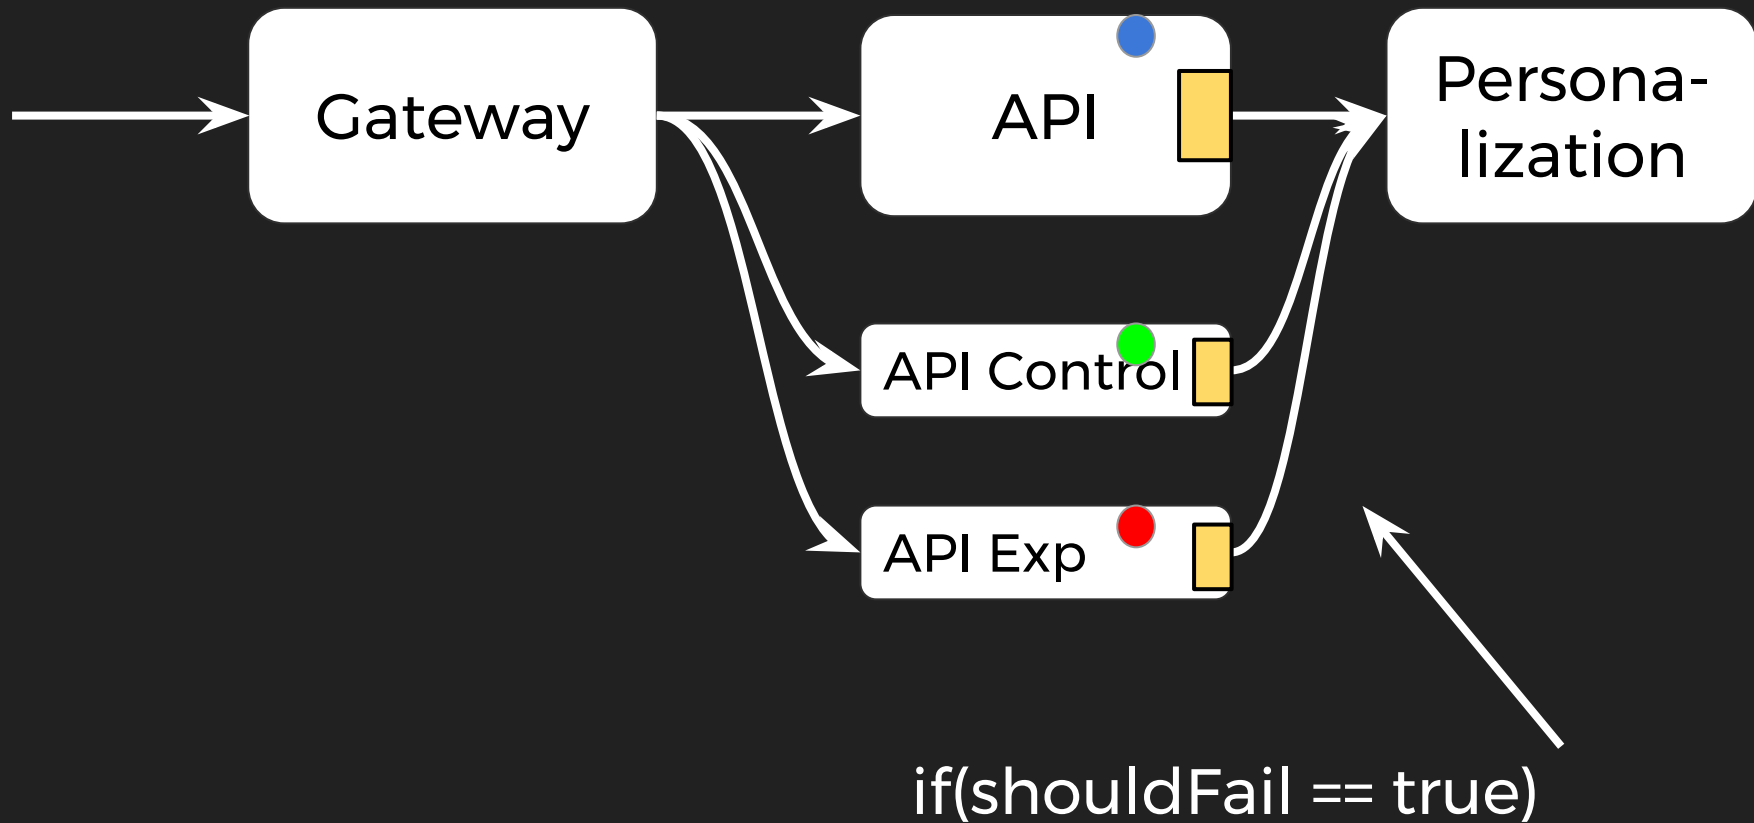 Gateway
API
Persona-
lization
API Control
API Exp
if(shouldFail == true)